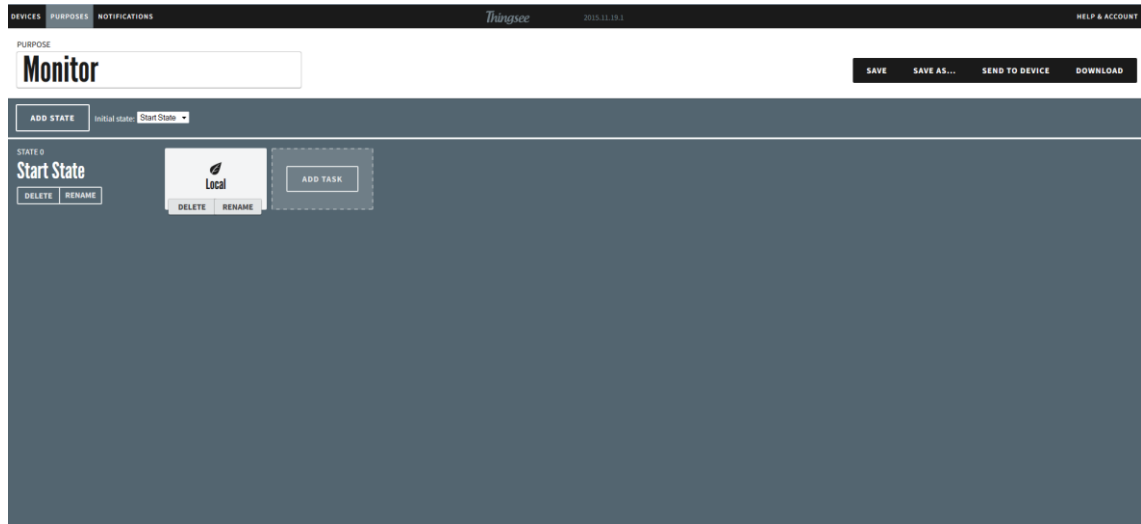 DEVICES PURPOSES NOTIFICATIONS Thingsee 2015.11.19.1 HELP & ACCOUNT
PURPOSE
Monitor
SAVE SAVE AS... SEND TO DEVICE DOWNLOAD
ADD STATE Initial state: Start State
STATE 0
Start State
DELETE RENAME
Local
DELETE RENAME
ADD TASK